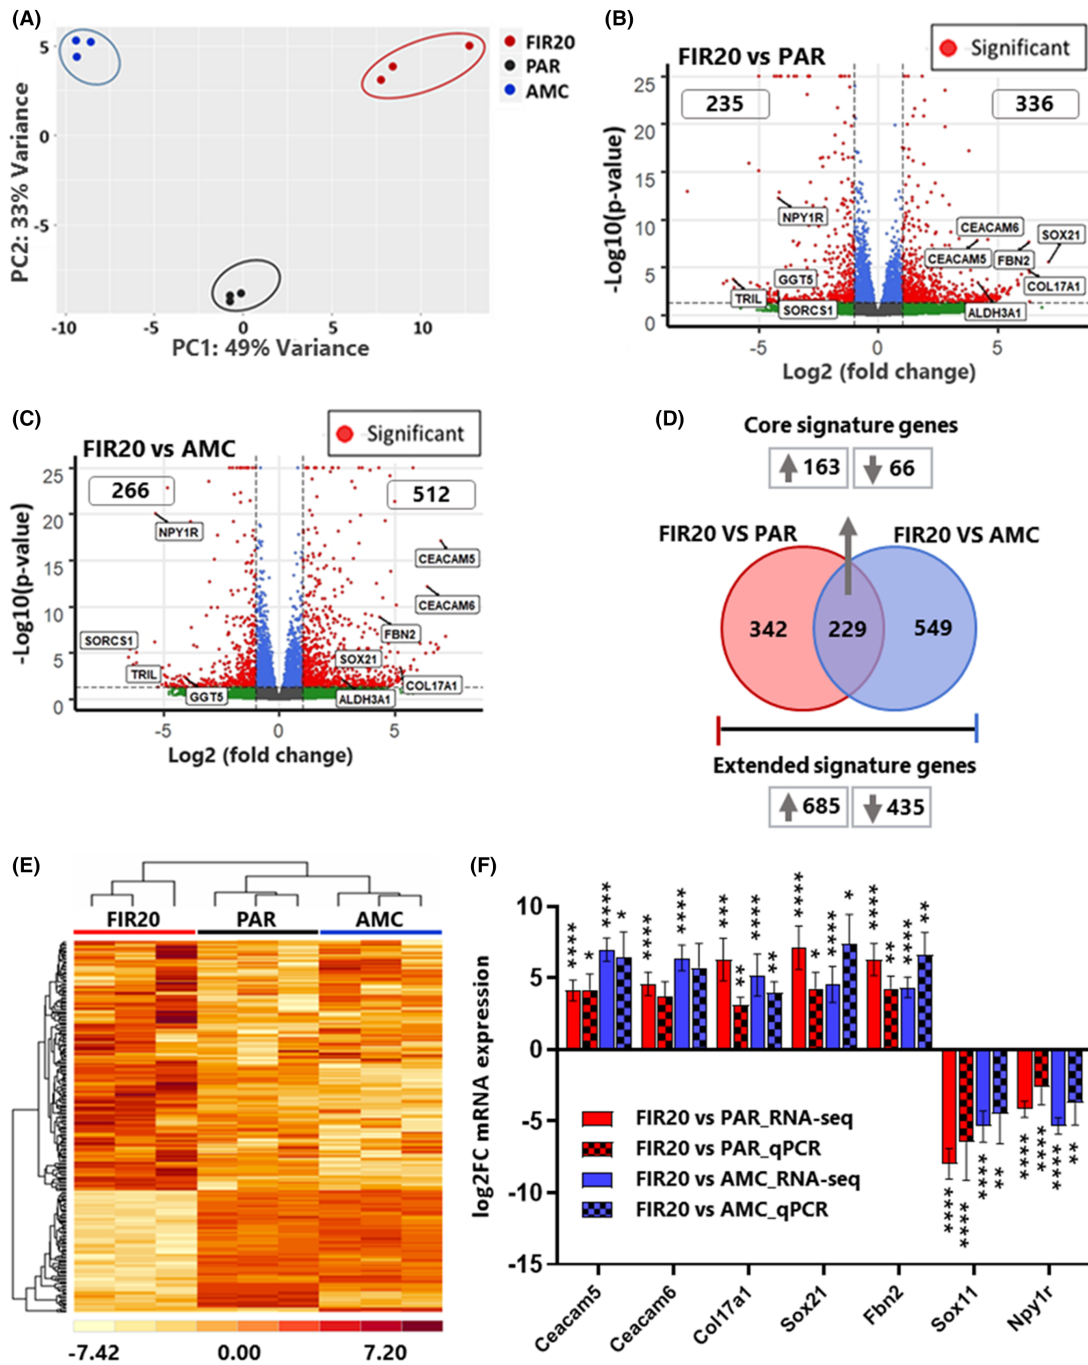 (A)
5
0
-5
-10
-5
0
5
10
PC2: 33% Variance
PC1: 49% Variance
FIR20
PAR
AMC
(B)
Significant
FIR20 vs PAR
235
336
25
20
15
10
5
0
-Log10(p-value)
NPY1R
GGT5
TRIL
SORCS1
CEACAM6
SOX21
CEACAM5
FBN2
COL17A1
ALDH3A1
-5
0
5
Log2 (fold change)
(C)
Significant
FIR20 vs AMC
266
512
25
20
15
10
5
0
-Log10(p-value)
NPY1R
CEACAM5
CEACAM6
FBN2
SORCS1
SOX21
TRIL
COL17A1
GGT5
ALDH3A1
-5
0
5
Log2 (fold change)
(D)
Core signature genes
163
66
FIR20 VS PAR
FIR20 VS AMC
342
229
549
Extended signature genes
685
435
(E)
FIR20
PAR
AMC
-7.42
0.00
7.20
(F)
10
5
0
-5
-10
-15
log2FC mRNA expression
**** * **** *
**** ****
*** ** **** **
**** * **** *
**** ** **** **
**** **** **** **
**** **** **** **
FIR20 vs PAR_RNA-seq
FIR20 vs PAR_qPCR
FIR20 vs AMC_RNA-seq
FIR20 vs AMC_qPCR
Ceacam5
Ceacam6
Col17a1
Sox21
Fbn2
Sox11
Npy1r